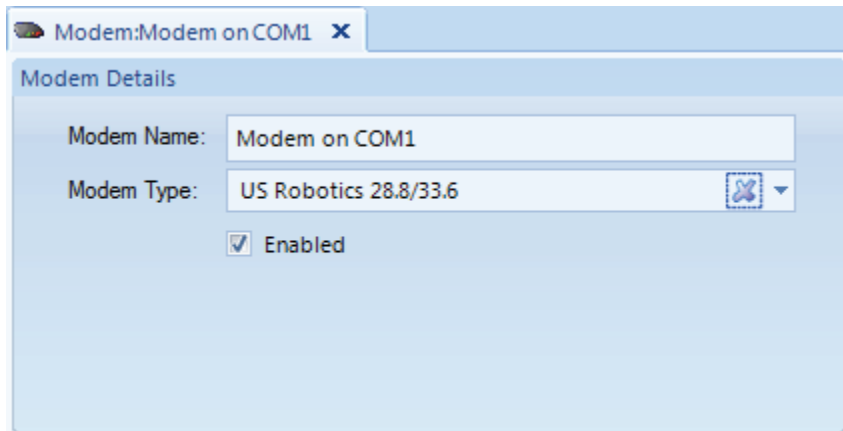 Modem:Modem on COM1
Modem Details
Modem Name: Modem on COM1
Modem Type: US Robotics 28.8/33.6
Enabled